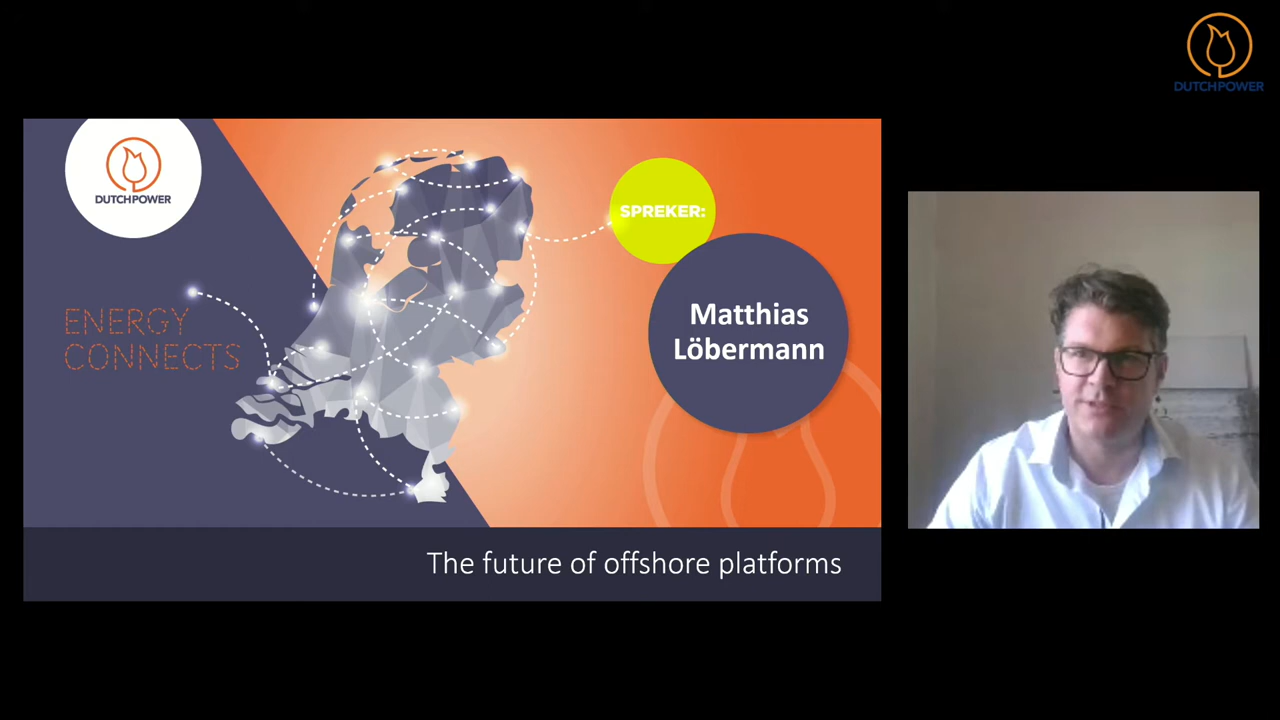 DUTCHPOWER
DUTCHPOWER
ENERGY
CONNECTS
SPREKER:
Matthias
Löbermann
The future of offshore platforms